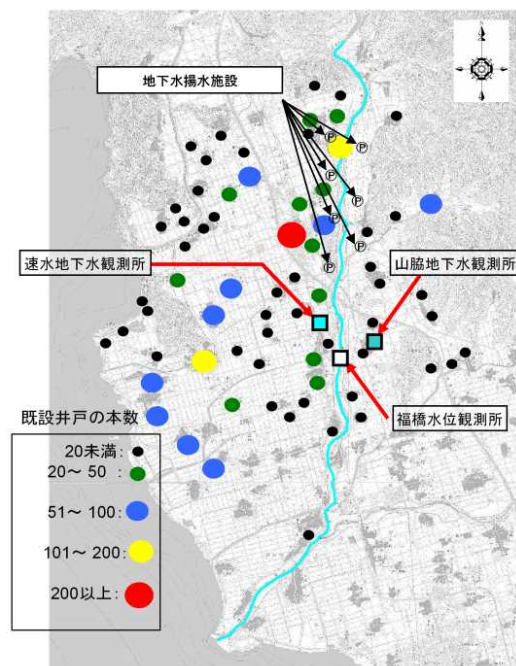 地下水揚水施設
速水地下水観測所
山脇地下水観測所
福橋水位観測所
既設井戸の本数
20未満:
20～ 50 :
51～ 100:
101～ 200:
200以上:
P
P
P
P
P
P
P